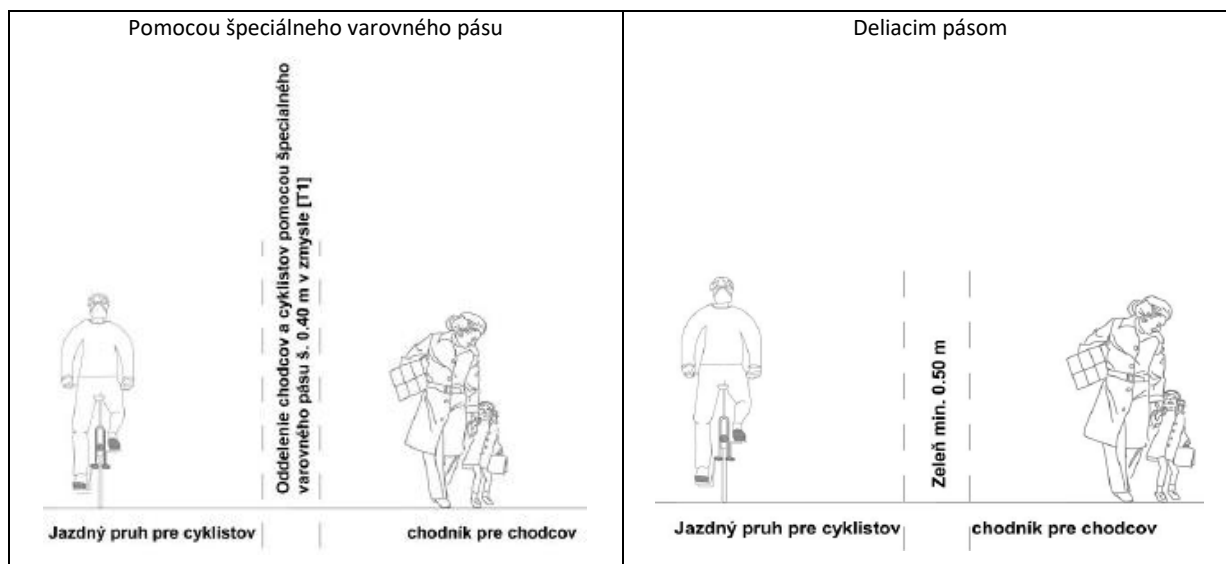 Pomocou špeciálneho varovného pásu
Oddelenie chodcov a cyklistov pomocou špecialného
varovného pásu š. 0.40 m v zmysle [T1]
Jazdný pruh pre cyklistov
chodník pre chodcov
Deliacim pásom
Zeleň min. 0.50 m
Jazdný pruh pre cyklistov
chodník pre chodcov